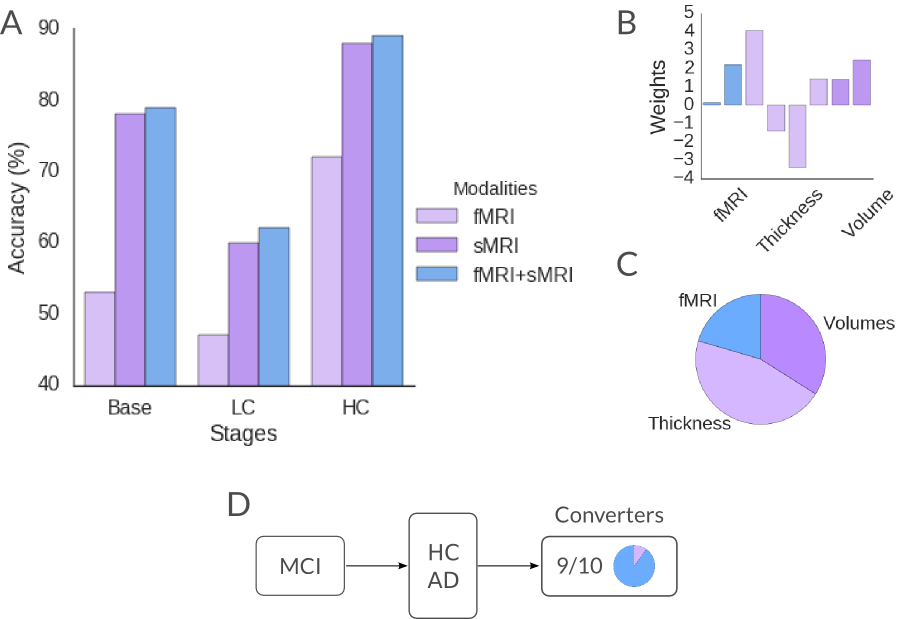 A
Accuracy (%)
90
80
70
60
50
40
Base LC HC
Stages
Modalities
fMRI
sMRI
fMRI+sMRI
B
Weights
5
4
3
2
1
0
−1
−2
−3
−4
fMRI Thickness Volume
C
fMRI
Volumes
Thickness
D
MCI
HC
AD
Converters
9/10